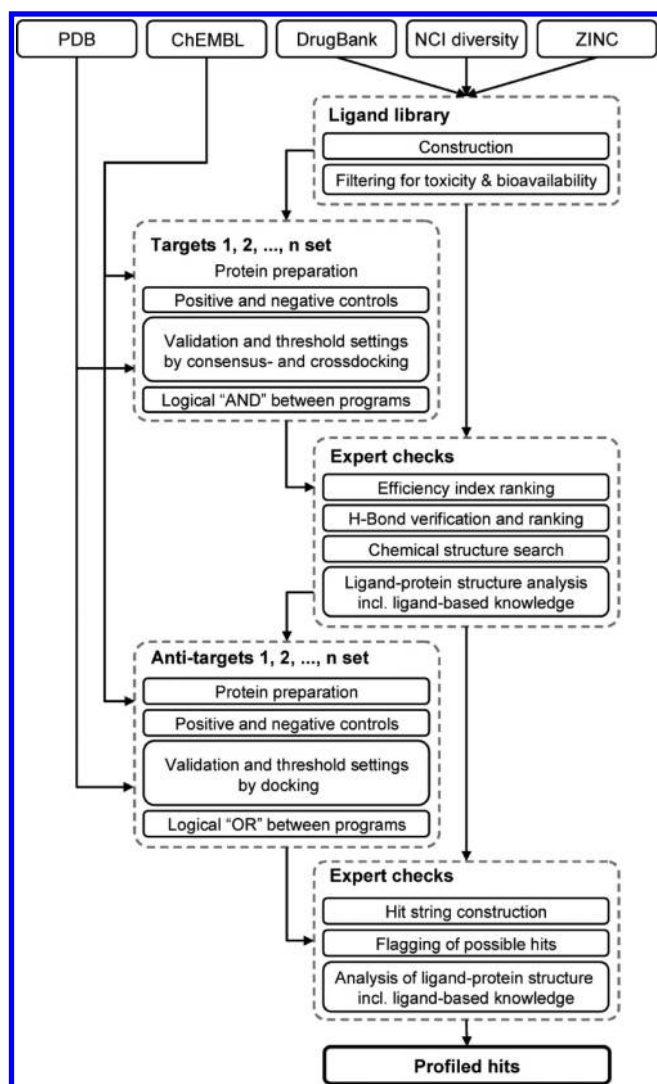 PDB
ChEMBL
DrugBank
NCI diversity
ZINC
Ligand library
Construction
Filtering for toxicity & bioavailability
Targets 1, 2, ..., n set
Protein preparation
Positive and negative controls
Validation and threshold settings
by consensus- and crossdocking
Logical "AND" between programs
Expert checks
Efficiency index ranking
H-Bond verification and ranking
Chemical structure search
Ligand-protein structure analysis
incl. ligand-based knowledge
Anti-targets 1, 2, ..., n set
Protein preparation
Positive and negative controls
Validation and threshold settings
by docking
Logical "OR" between programs
Expert checks
Hit string construction
Flagging of possible hits
Analysis of ligand-protein structure
incl. ligand-based knowledge
Profiled hits